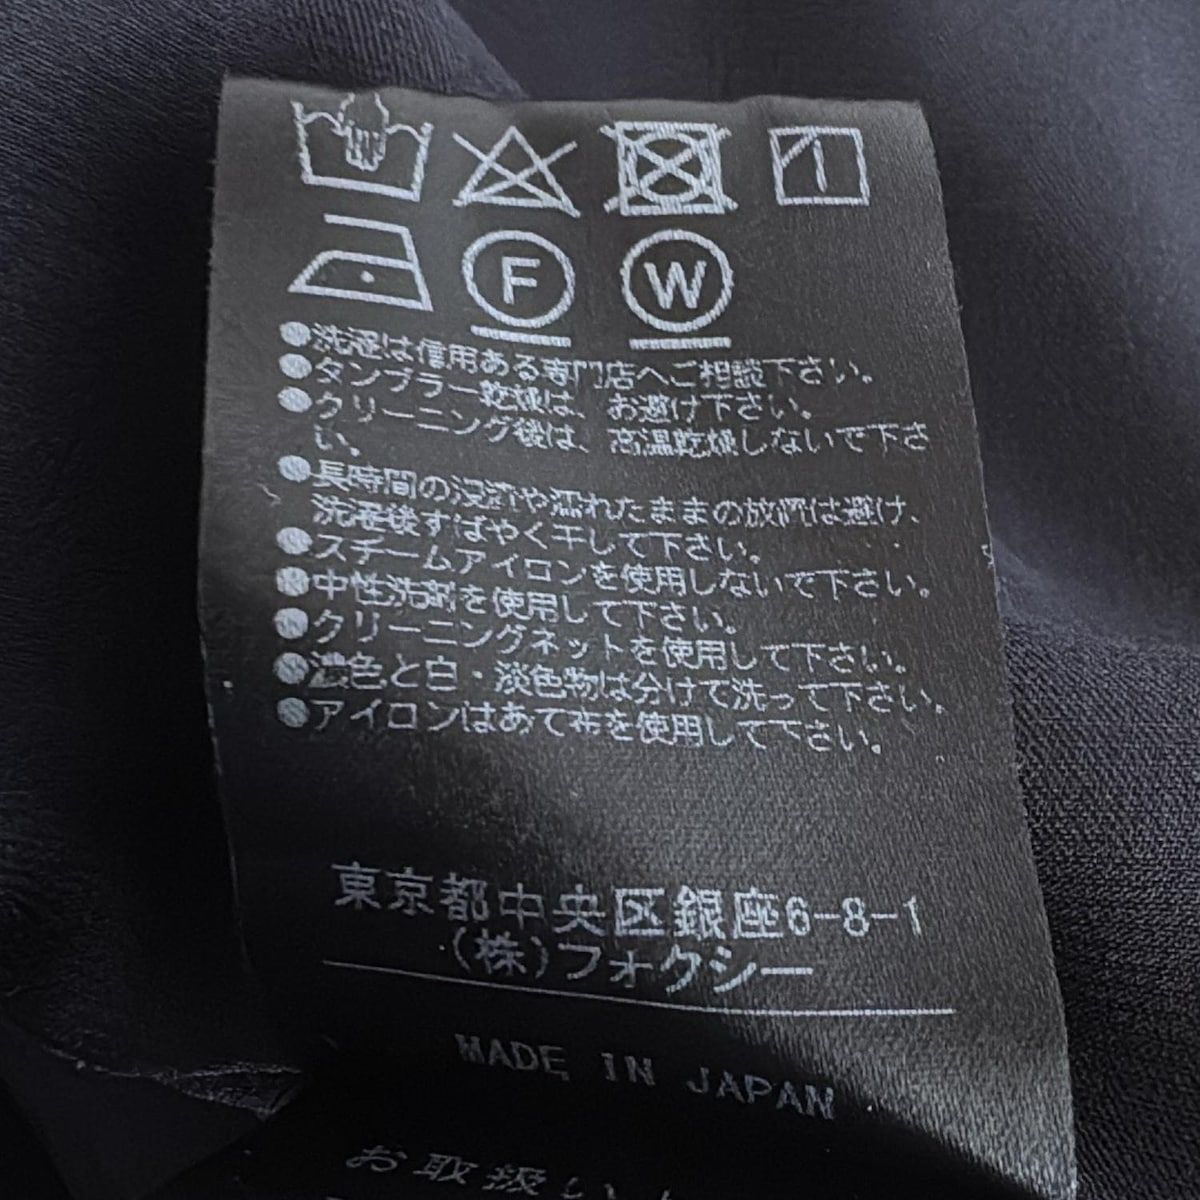 F W
●洗濯は信用ある専門店へご相談下さい。
●タンブラー乾燥は、お避け下さい。
●クリーニング後は、高温乾燥しないで下さ
い、
●長時間の浸漬や濡れたままの放置は避け、
洗濯後すばやく干して下さい。
●スチームアイロンを使用しないで下さい。
●中性洗剤を使用して下さい。
●クリーニングネットを使用して下さい。
●濃色と白・淡色物は分けて洗って下さい。
●アイロンはあて布を使用して下さい。
東京都中央区銀座6-8-1
(株)フォクシー
MADE IN JAPAN
お取扱い